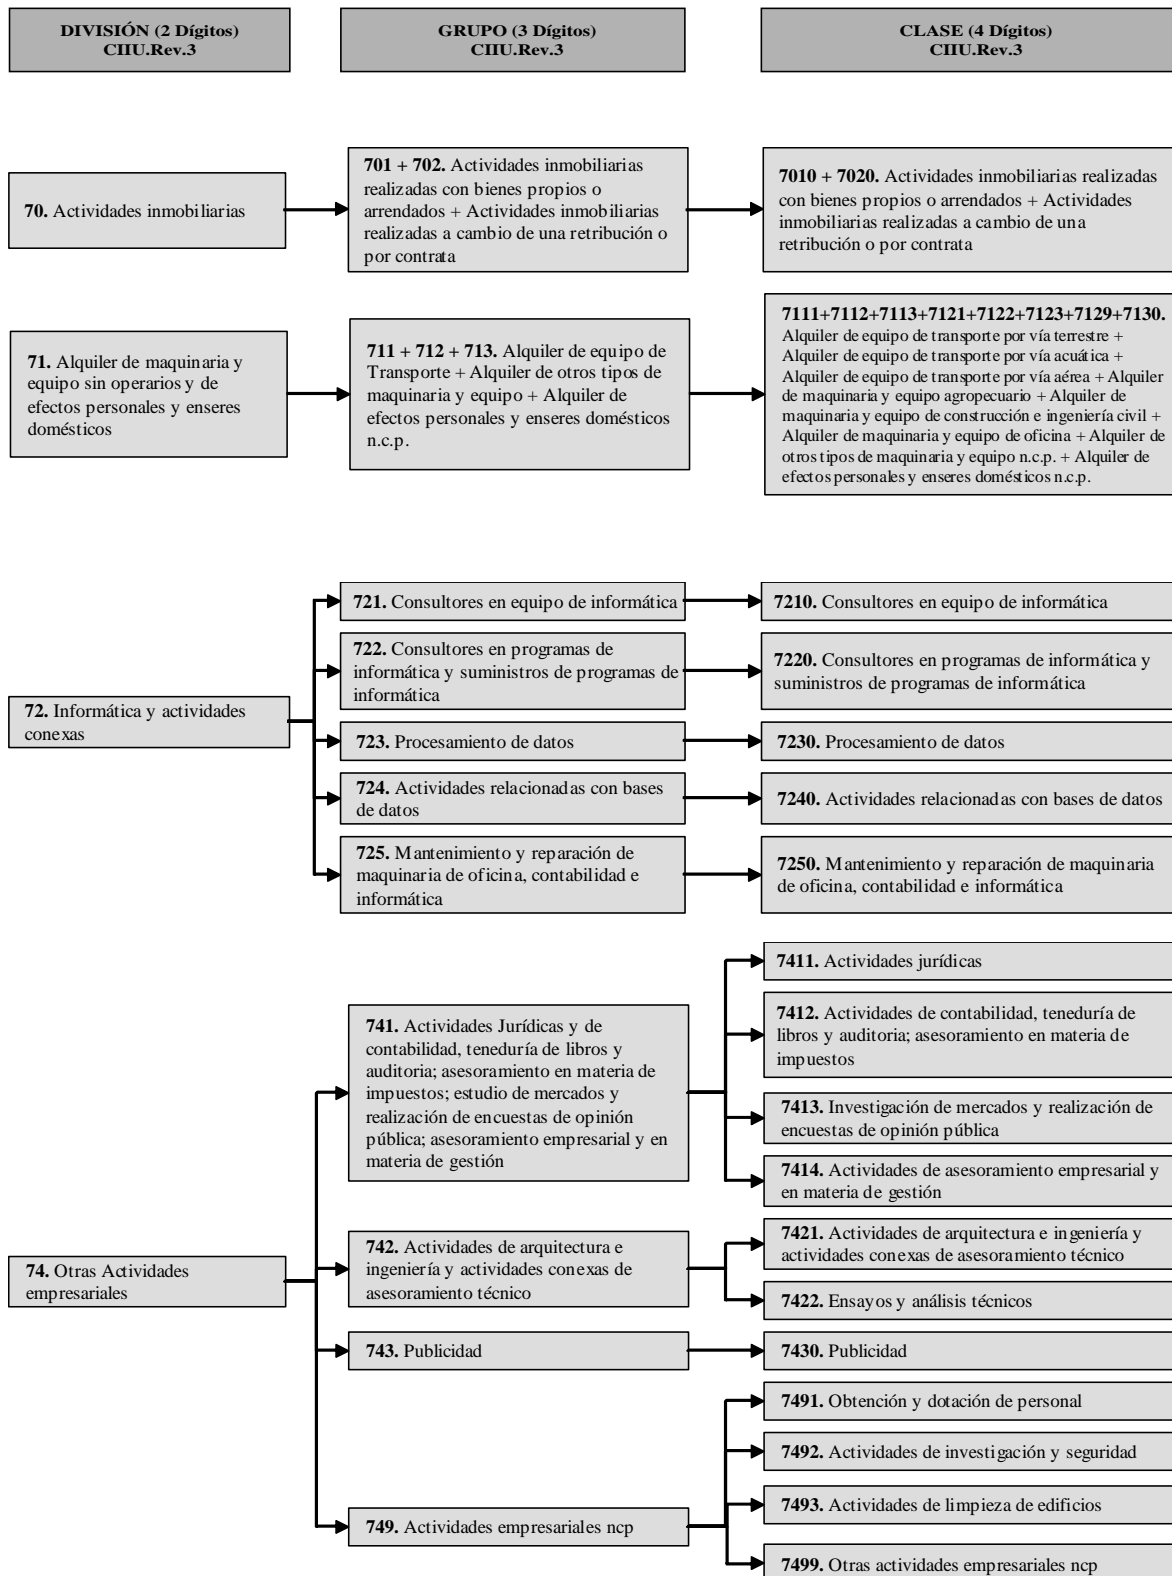 DIVISIÓN (2 Dígitos)
CIIU.Rev.3
GRUPO (3 Dígitos)
CIIU.Rev.3
CLASE (4 Dígitos)
CIIU.Rev.3
70. Actividades inmobiliarias
701 + 702. Actividades inmobiliarias
realizadas con bienes propios o
arrendados + Actividades inmobiliarias
realizadas a cambio de una retribución o
por contrata
7010 + 7020. Actividades inmobiliarias realizadas
con bienes propios o arrendados + Actividades
inmobiliarias realizadas a cambio de una
retribución o por contrata
71. Alquiler de maquinaria y
equipo sin operarios y de
efectos personales y enseres
domésticos
711 + 712 + 713. Alquiler de equipo de
Transporte + Alquiler de otros tipos de
maquinaria y equipo + Alquiler de
efectos personales y enseres domésticos
n.c.p.
7111+7112+7113+7121+7122+7123+7129+7130.
Alquiler de equipo de transporte por vía terrestre +
Alquiler de equipo de transporte por vía acuática +
Alquiler de equipo de transporte por vía aérea + Alquiler
de maquinaria y equipo agropecuario + Alquiler de
maquinaria y equipo de construcción e ingeniería civil +
Alquiler de maquinaria y equipo de oficina + Alquiler de
otros tipos de maquinaria y equipo n.c.p. + Alquiler de
efectos personales y enseres domésticos n.c.p.
72. Informática y actividades
conexas
721. Consultores en equipo de informática
7210. Consultores en equipo de informática
722. Consultores en programas de
informática y suministros de programas de
informática
7220. Consultores en programas de informática y
suministros de programas de informática
723. Procesamiento de datos
7230. Procesamiento de datos
724. Actividades relacionadas con bases
de datos
7240. Actividades relacionadas con bases de datos
725. Mantenimiento y reparación de
maquinaria de oficina, contabilidad e
informática
7250. Mantenimiento y reparación de maquinaria
de oficina, contabilidad e informática
74. Otras Actividades
empresariales
741. Actividades Jurídicas y de
contabilidad, teneduría de libros y
auditoria; asesoramiento en materia de
impuestos; estudio de mercados y
realización de encuestas de opinión
pública; asesoramiento empresarial y en
materia de gestión
7411. Actividades jurídicas
7412. Actividades de contabilidad, teneduría de
libros y auditoria; asesoramiento en materia de
impuestos
7413. Investigación de mercados y realización de
encuestas de opinión pública
7414. Actividades de asesoramiento empresarial y
en materia de gestión
742. Actividades de arquitectura e
ingeniería y actividades conexas de
asesoramiento técnico
7421. Actividades de arquitectura e ingeniería y
actividades conexas de asesoramiento técnico
7422. Ensayos y análisis técnicos
743. Publicidad
7430. Publicidad
749. Actividades empresariales ncp
7491. Obtención y dotación de personal
7492. Actividades de investigación y seguridad
7493. Actividades de limpieza de edificios
7499. Otras actividades empresariales ncp